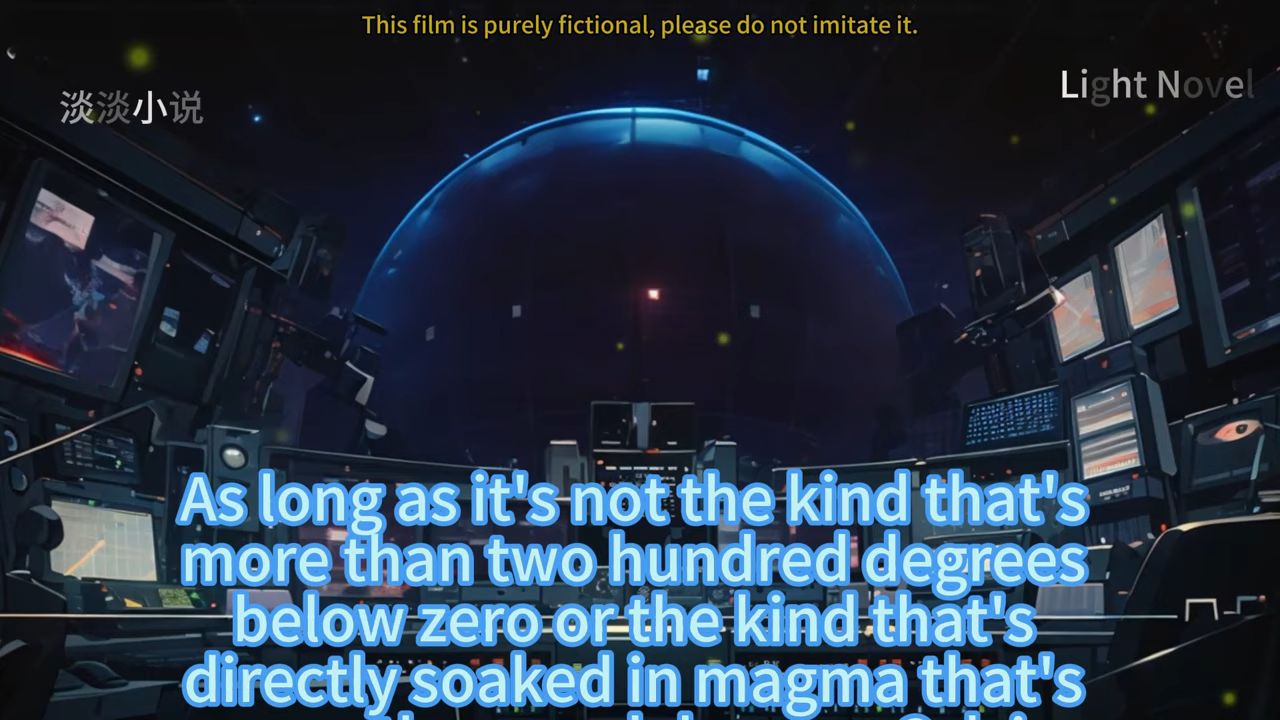 This film is purely fictional, please do not imitate it.
淡淡小说
Light Novel
As long as it's not the kind that's
more than two hundred degrees
below zero or the kind that's
directly soaked in magma that's